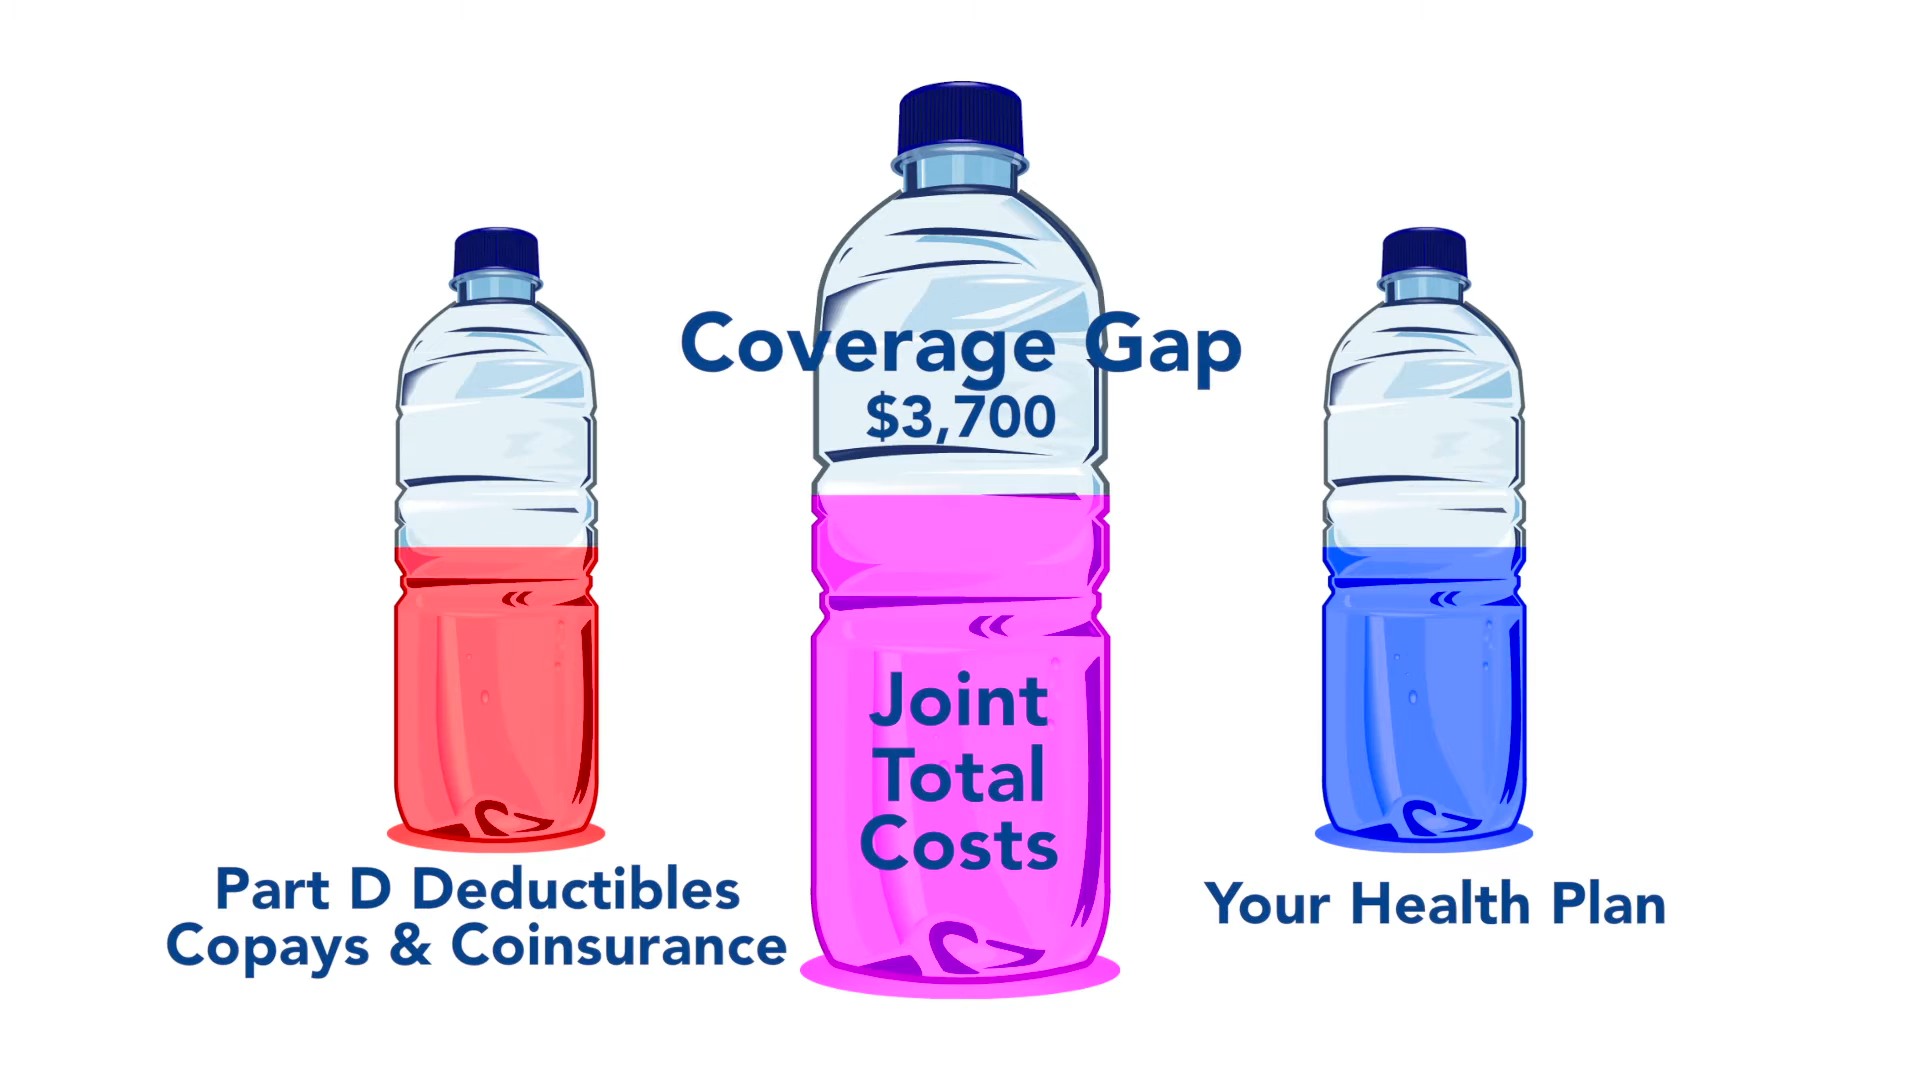 Coverage Gap
$3,700
Joint
Total
Costs
Part D Deductibles
Copays & Coinsurance
Your Health Plan